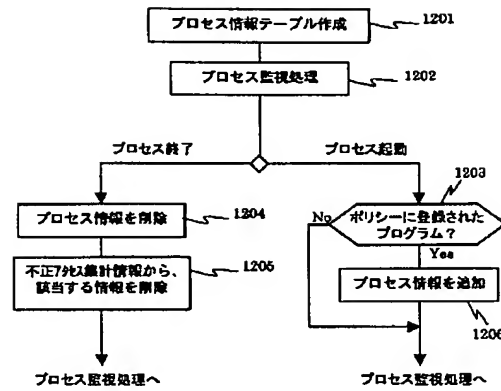 プロセス情報テーブル作成
1201
プロセス監視処理
1202
プロセス終了
プロセス起動
1203
プロセス情報を削除
1204
No
ポリシーに登録された
プログラム？
Yes
不正アクセス集計情報から、
該当する情報を削除
1205
プロセス情報を追加
1206
プロセス監視処理へ
プロセス監視処理へ